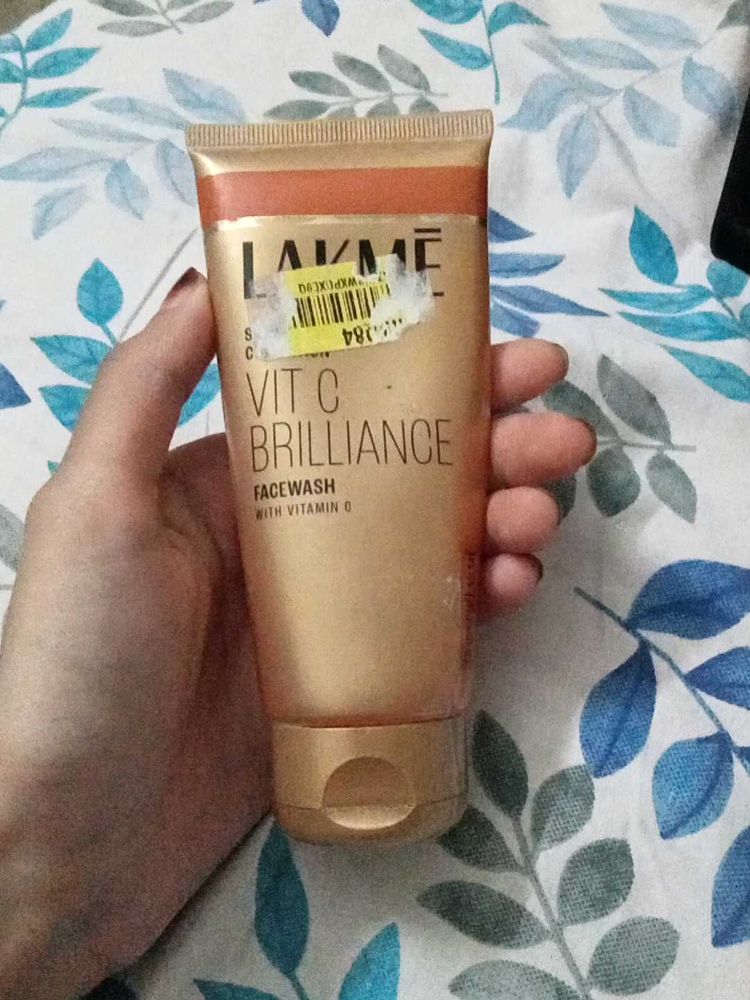 LAKMĒ
VIT C
BRILLIANCE
FACEWASH
WITH VITAMIN C